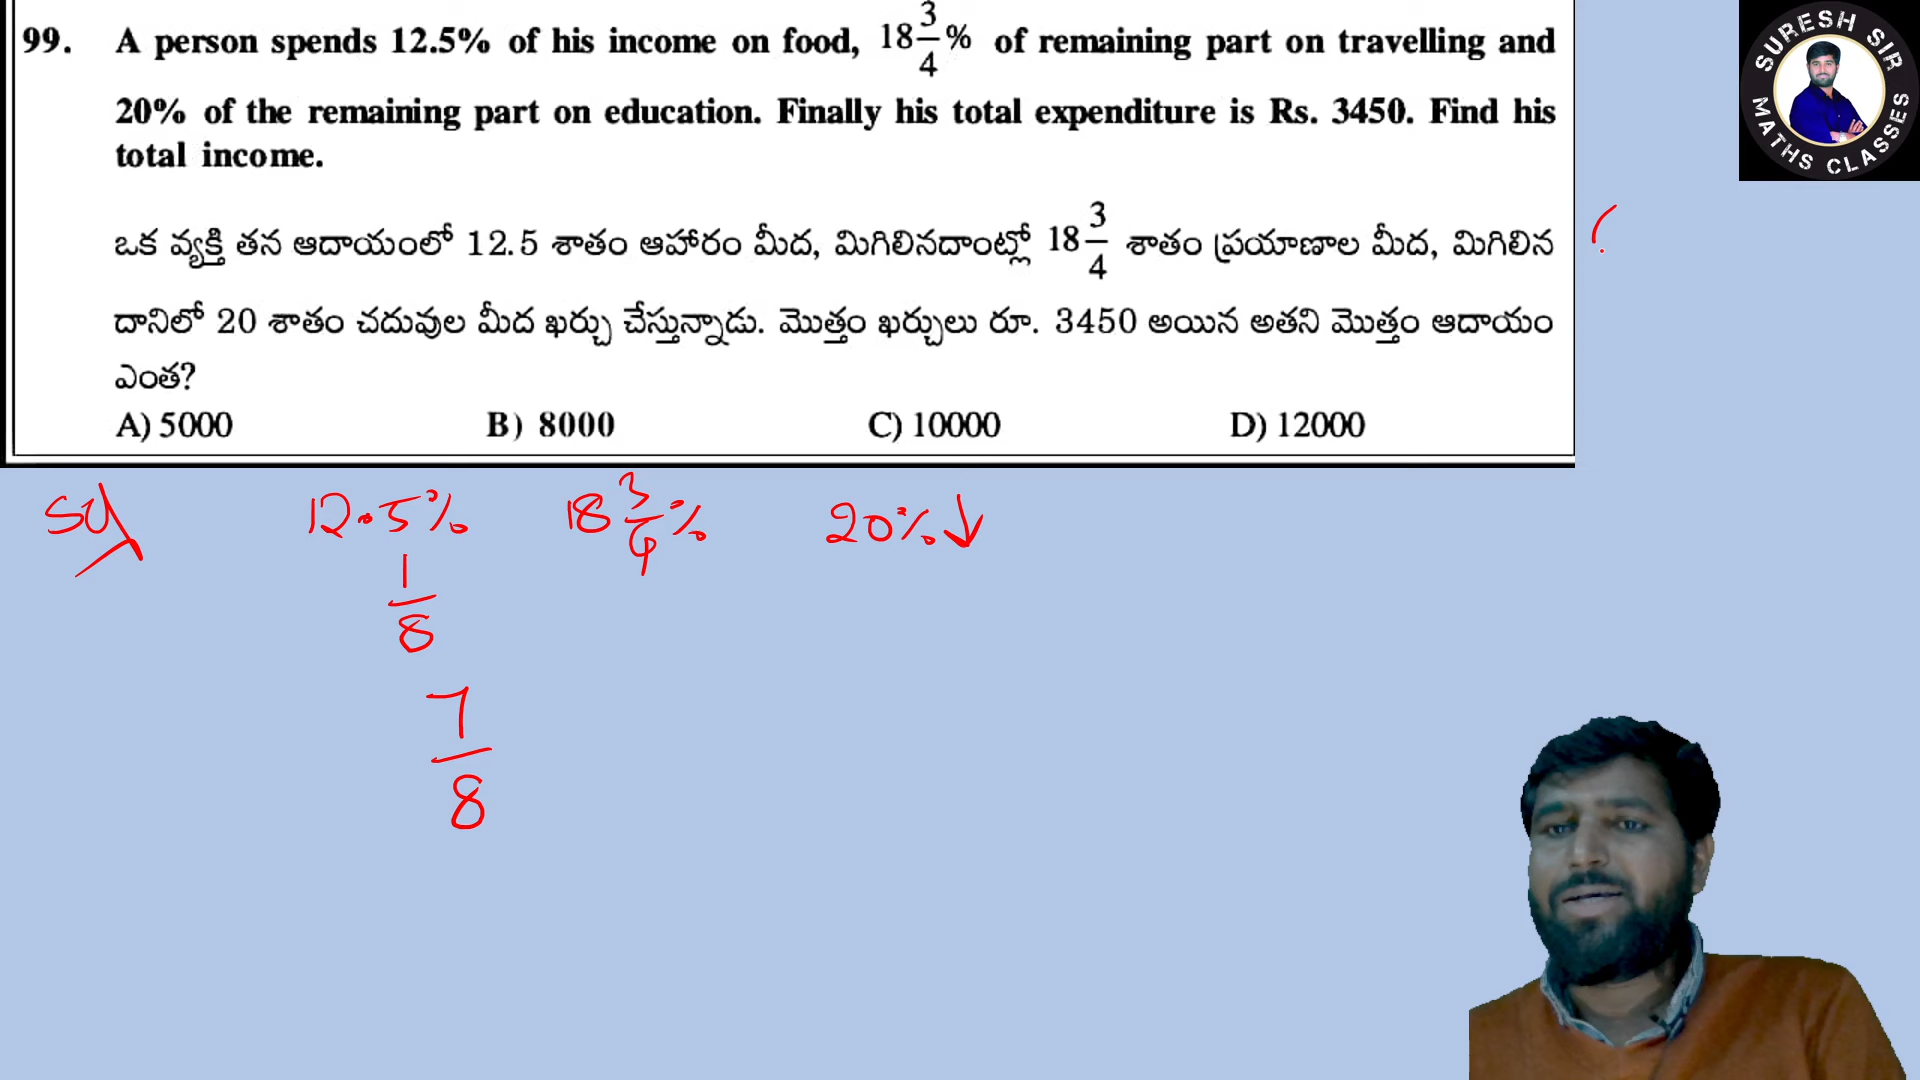 99. A person spends 12.5% of his income on food, 18 3/4 % of remaining part on travelling and
20% of the remaining part on education. Finally his total expenditure is Rs. 3450. Find his
total income.
ఒక వ్యక్తి తన ఆదాయంలో 12.5 శాతం ఆహారం మీద, మిగిలినదాంట్లో 18 3/4 శాతం ప్రయాణాల మీద, మిగిలిన
దానిలో 20 శాతం చదువుల మీద ఖర్చు చేస్తున్నాడు. మొత్తం ఖర్చులు రూ. 3450 అయిన అతని మొత్తం ఆదాయం
ఎంత?
A) 5000 B) 8000 C) 10000 D) 12000
12.5% 18 3/4 % 20%↓
1/8
7/8
SURESH SIR
MATHS CLASSES